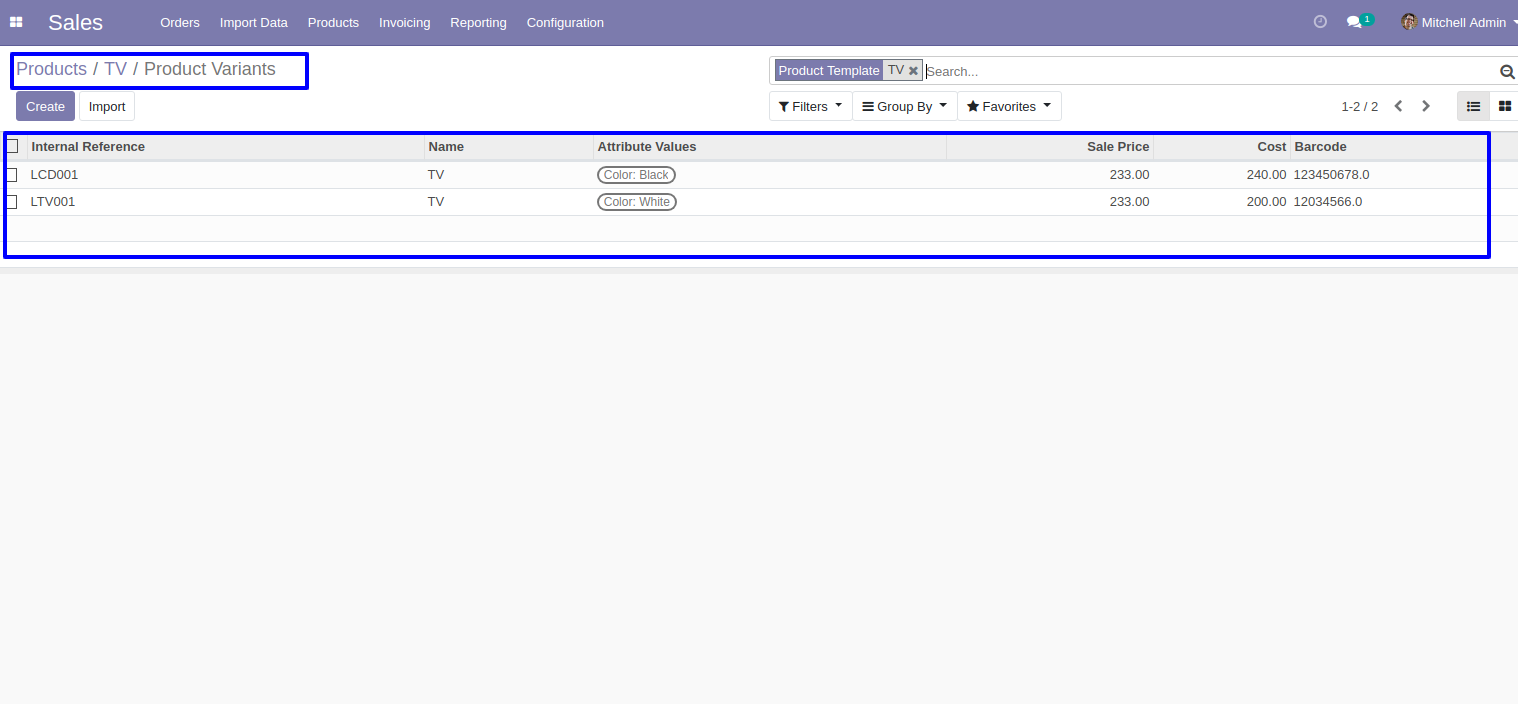 Sales Orders Import Data Products Invoicing Reporting Configuration 1 Mitchell Admin
Products / TV / Product Variants
Product Template TV Search...
Create Import Filters Group By Favorites 1-2 / 2
Internal Reference Name Attribute Values Sale Price Cost Barcode
LCD001 TV Color: Black 233.00 240.00 123450678.0
LTV001 TV Color: White 233.00 200.00 12034566.0